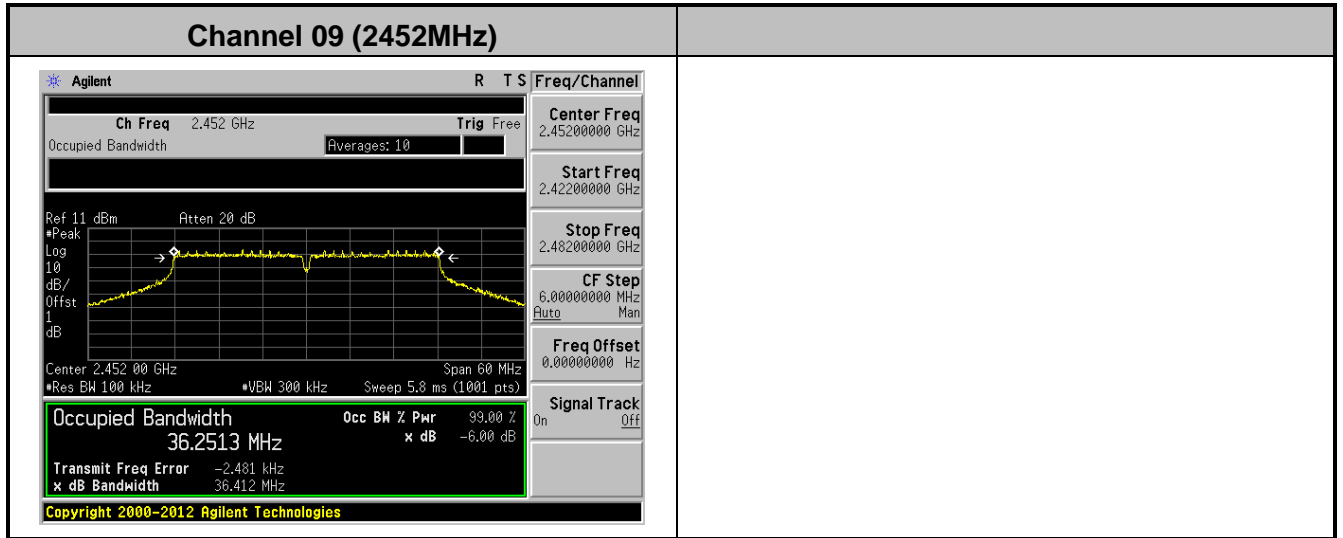 Channel 09 (2452MHz)
Agilent R T S Freq/Channel
Ch Freq 2.452 GHz Trig Free
Occupied Bandwidth Averages: 10
Center Freq
2.45200000 GHz
Start Freq
2.42200000 GHz
Stop Freq
2.48200000 GHz
CF Step
6.00000000 MHz
Auto Man
Freq Offset
0.00000000 Hz
Signal Track
On Off
Ref 11 dBm Atten 20 dB
#Peak
Log
10
dB/
Offst
1
dB
Center 2.452 00 GHz Span 60 MHz
#Res BW 100 kHz #VBW 300 kHz Sweep 5.8 ms (1001 pts)
Occupied Bandwidth Occ BW % Pwr 99.00 %
36.2513 MHz x dB -6.00 dB
Transmit Freq Error -2.481 kHz
x dB Bandwidth 36.412 MHz
Copyright 2000-2012 Agilent Technologies